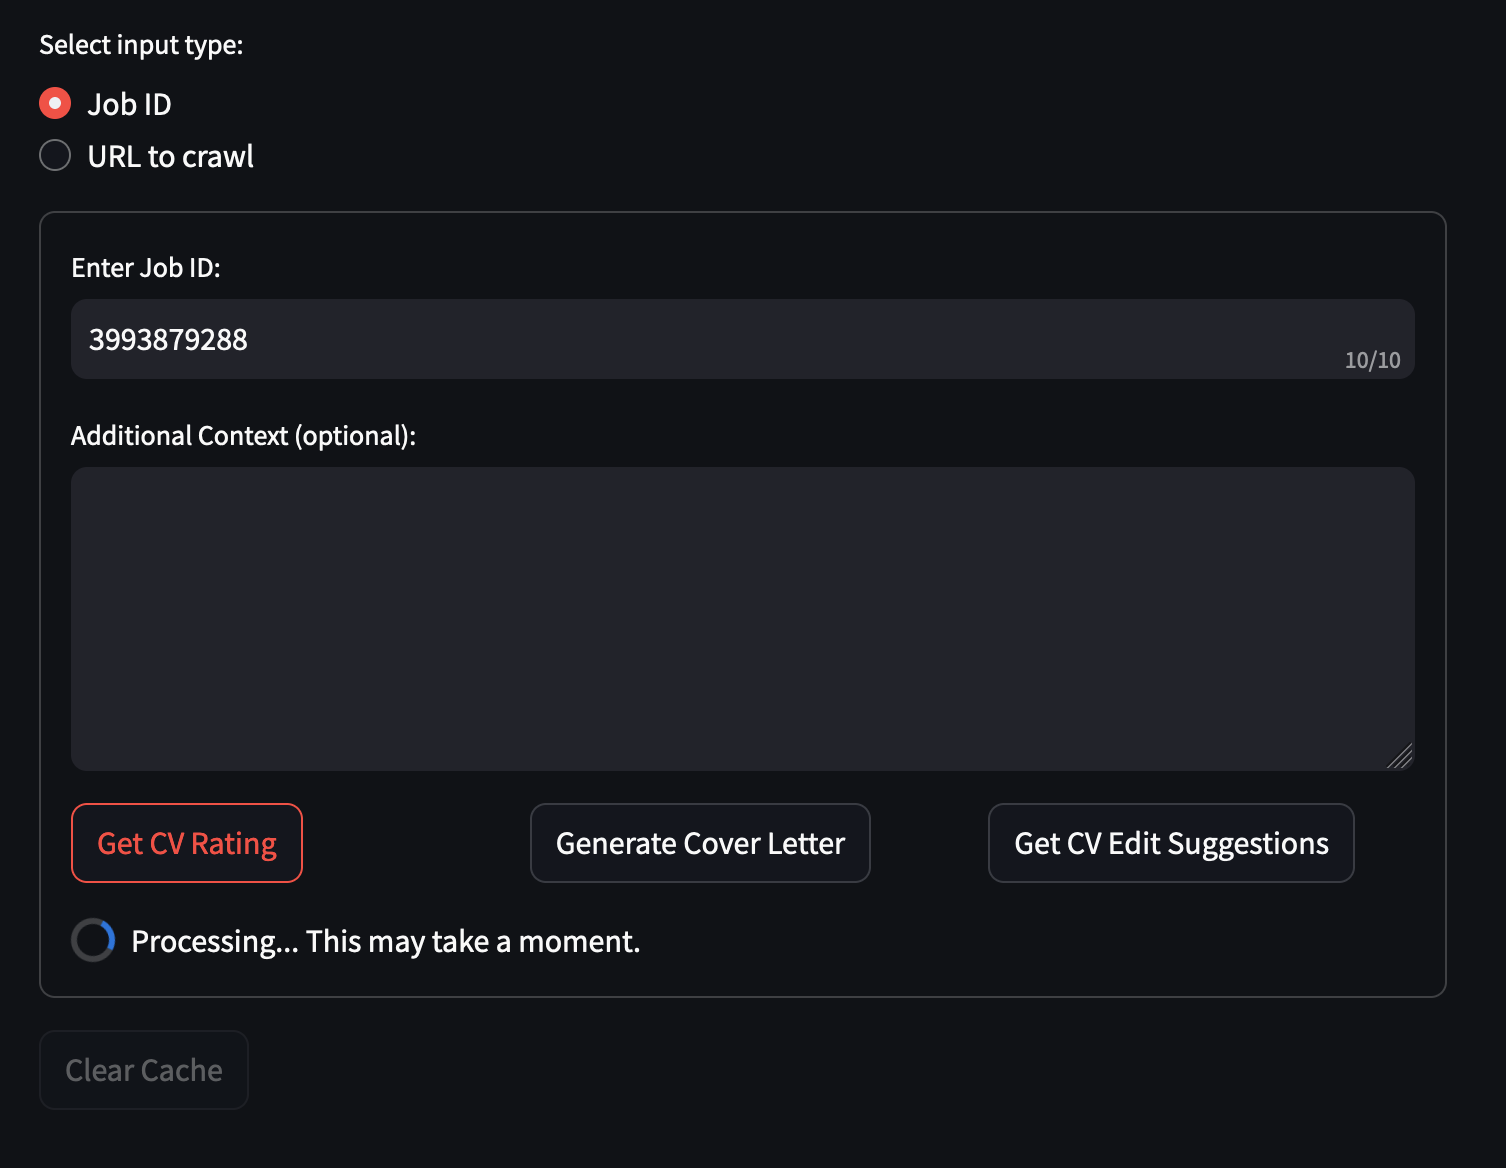 Select input type:
Job ID
URL to crawl
Enter Job ID:
3993879288
10/10
Additional Context (optional):
Get CV Rating
Generate Cover Letter
Get CV Edit Suggestions
Processing... This may take a moment.
Clear Cache